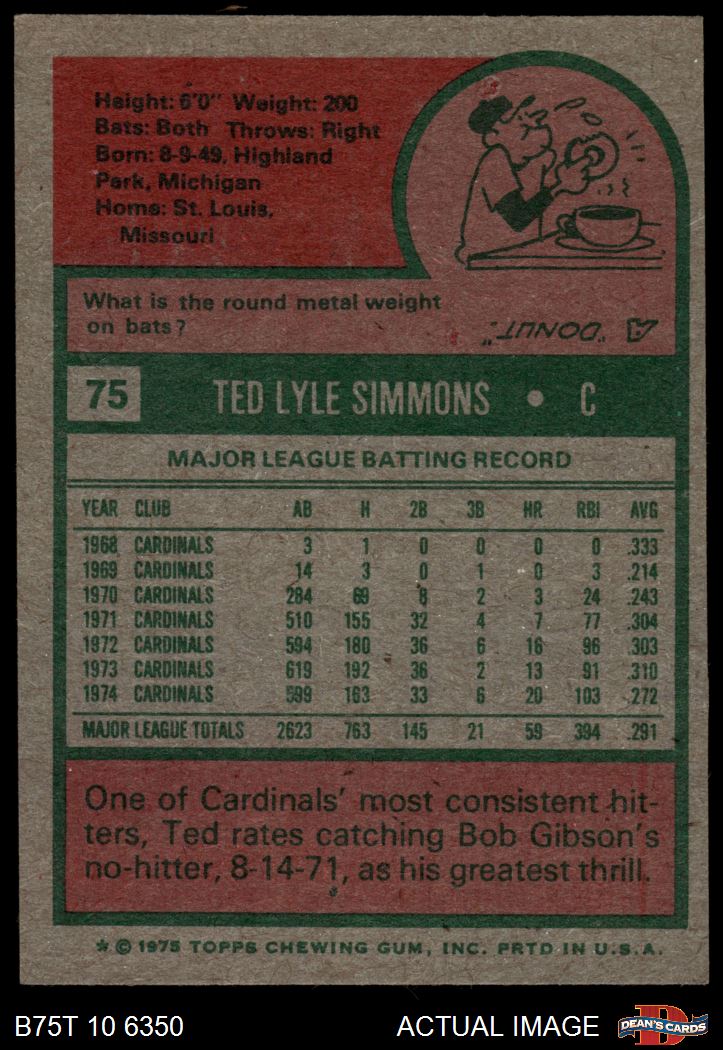 Height: 6'0" Weight: 200
Bats: Both Throws: Right
Born: 8-9-49, Highland
Park, Michigan
Home: St. Louis,
Missouri
What is the round metal weight
on bats?
A "DONUT."
75 TED LYLE SIMMONS • C
MAJOR LEAGUE BATTING RECORD
YEAR CLUB AB H 2B 3B HR RBI AVG
1968 CARDINALS 3 1 0 0 0 0 .333
1969 CARDINALS 14 3 0 1 0 3 .214
1970 CARDINALS 284 69 8 2 3 24 .243
1971 CARDINALS 510 155 32 4 7 77 .304
1972 CARDINALS 594 180 36 6 16 96 .303
1973 CARDINALS 619 192 36 2 13 91 .310
1974 CARDINALS 599 163 33 6 20 103 .272
MAJOR LEAGUE TOTALS 2623 763 145 21 59 394 .291
One of Cardinals' most consistent hit-
ters, Ted rates catching Bob Gibson's
no-hitter, 8-14-71, as his greatest thrill.
* © 1975 TOPPS CHEWING GUM, INC. PRTD IN U.S.A.
B75T 10 6350 ACTUAL IMAGE
D
DEAN'S CARDS